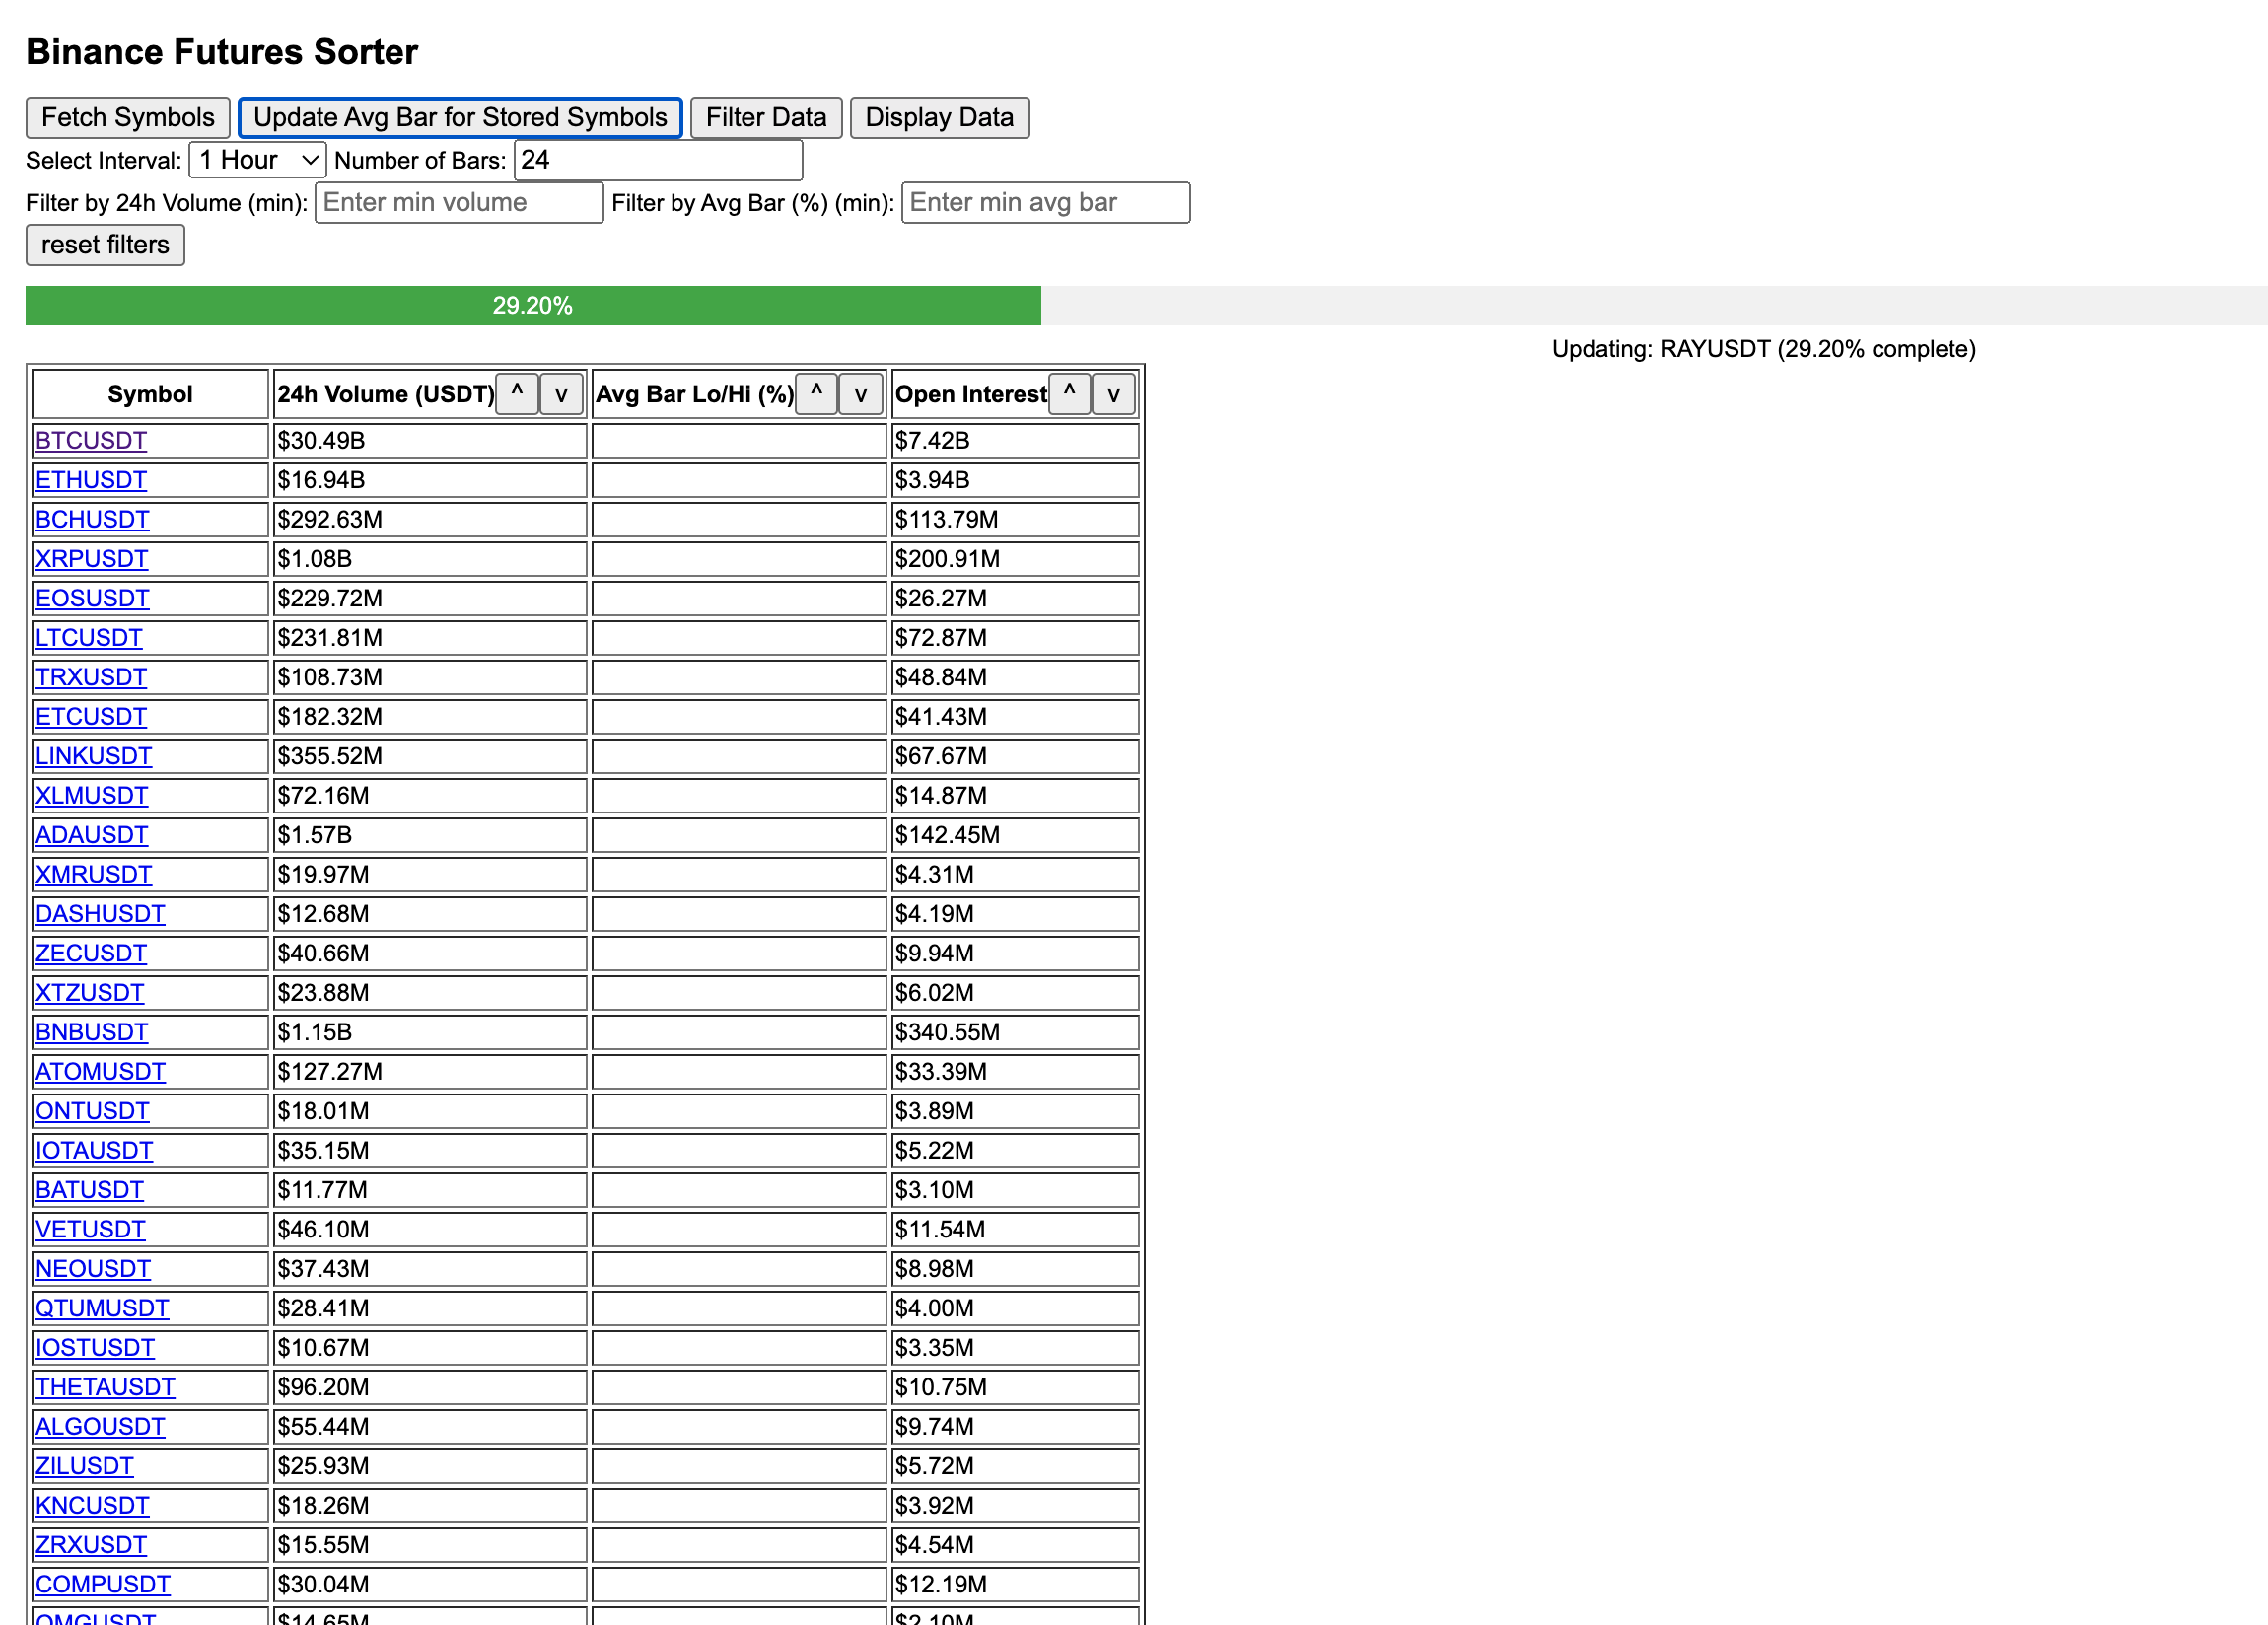 Binance Futures Sorter
Fetch Symbols Update Avg Bar for Stored Symbols Filter Data Display Data
Select Interval: 1 Hour Number of Bars: 24
Filter by 24h Volume (min): Enter min volume Filter by Avg Bar (%) (min): Enter min avg bar
reset filters
29.20%
Updating: RAYUSDT (29.20% complete)
Symbol 24h Volume (USDT) ^ v Avg Bar Lo/Hi (%) ^ v Open Interest ^ v
BTCUSDT $30.49B $7.42B
ETHUSDT $16.94B $3.94B
BCHUSDT $292.63M $113.79M
XRPUSDT $1.08B $200.91M
EOSUSDT $229.72M $26.27M
LTCUSDT $231.81M $72.87M
TRXUSDT $108.73M $48.84M
ETCUSDT $182.32M $41.43M
LINKUSDT $355.52M $67.67M
XLMUSDT $72.16M $14.87M
ADAUSDT $1.57B $142.45M
XMRUSDT $19.97M $4.31M
DASHUSDT $12.68M $4.19M
ZECUSDT $40.66M $9.94M
XTZUSDT $23.88M $6.02M
BNBUSDT $1.15B $340.55M
ATOMUSDT $127.27M $33.39M
ONTUSDT $18.01M $3.89M
IOTAUSDT $35.15M $5.22M
BATUSDT $11.77M $3.10M
VETUSDT $46.10M $11.54M
NEOUSDT $37.43M $8.98M
QTUMUSDT $28.41M $4.00M
IOSTUSDT $10.67M $3.35M
THETAUSDT $96.20M $10.75M
ALGOUSDT $55.44M $9.74M
ZILUSDT $25.93M $5.72M
KNCUSDT $18.26M $3.92M
ZRXUSDT $15.55M $4.54M
COMPUSDT $30.04M $12.19M
OMGUSDT $14.65M $2.10M